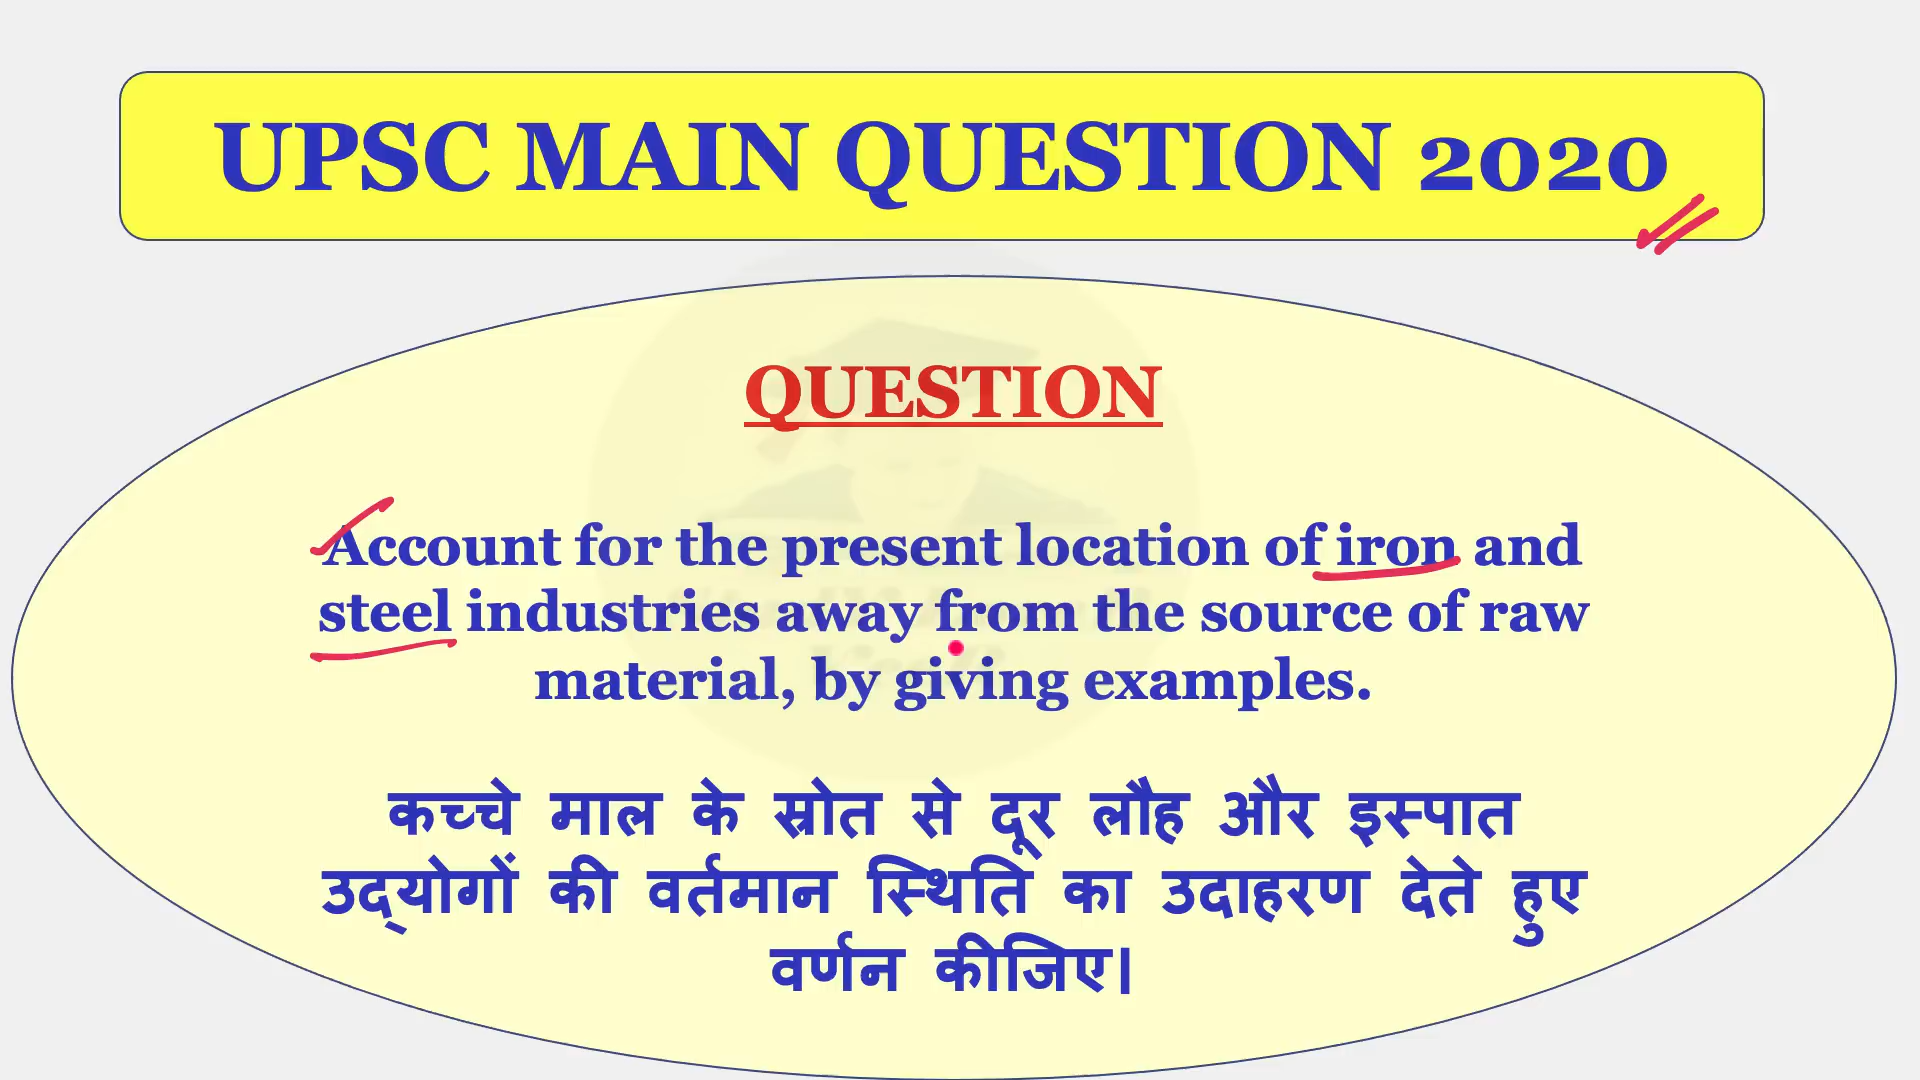 UPSC MAIN QUESTION 2020
QUESTION
Account for the present location of iron and
steel industries away from the source of raw
material, by giving examples.
कच्चे माल के स्रोत से दूर लौह और इस्पात
उद्योगों की वर्तमान स्थिति का उदाहरण देते हुए
वर्णन कीजिए।